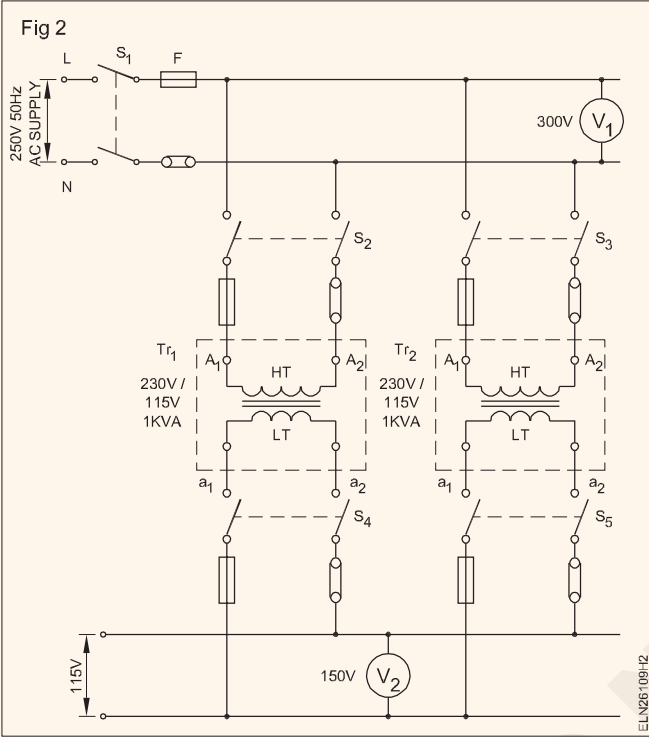 Fig 2
L
S1
F
250V 50Hz
AC SUPPLY
N
300V
V1
S2
S3
Tr1
230V /
115V
1KVA
A1
A2
HT
LT
a1
a2
S4
Tr2
230V /
115V
1KVA
A1
A2
HT
LT
a1
a2
S5
115V
150V
V2
ELN26109H2